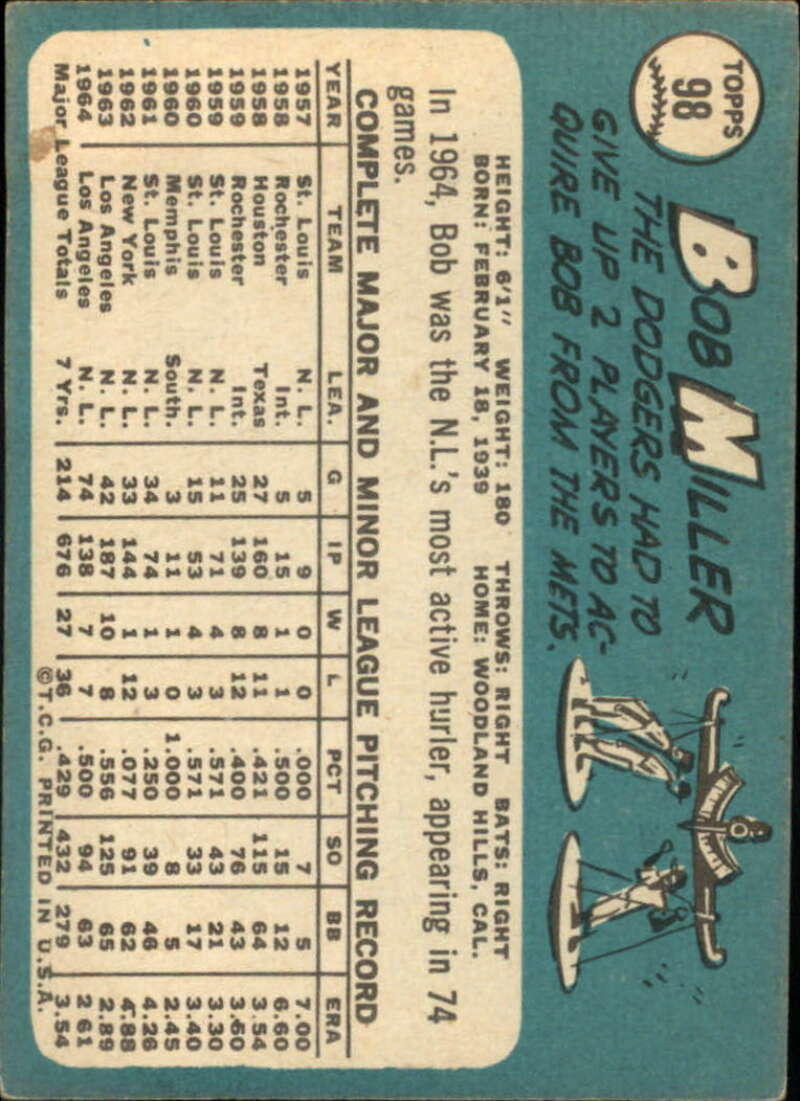 TOPPS
98
BOB MILLER
THE DODGERS HAD TO
GIVE UP 2 PLAYERS TO AC-
QUIRE BOB FROM THE METS.
HEIGHT: 6'1" WEIGHT: 180 THROWS: RIGHT BATS: RIGHT
BORN: FEBRUARY 18, 1939 HOME: WOODLAND HILLS, CAL.
In 1964, Bob was the N.L.'s most active hurler, appearing in 74
games.
COMPLETE MAJOR AND MINOR LEAGUE PITCHING RECORD
YEAR TEAM LEA. G IP W L PCT SO BB ERA
1957 St. Louis N. L. 5 9 0 0 .000 7 5 7.00
1958 Rochester Int. 5 15 1 1 .500 15 12 6.60
1958 Houston Texas 27 160 8 11 .421 115 64 3.54
1959 Rochester Int. 25 139 8 12 .400 76 43 3.60
1959 St. Louis N. L. 11 71 4 3 .571 43 21 3.30
1960 St. Louis N. L. 15 53 4 3 .571 33 17 3.40
1960 Memphis South. 3 11 1 0 1.000 8 5 2.45
1961 St. Louis N. L. 34 74 1 3 .250 39 46 4.26
1962 New York N. L. 33 144 1 12 .077 91 62 4.88
1963 Los Angeles N. L. 42 187 10 8 .556 125 65 2.89
1964 Los Angeles N. L. 74 138 7 7 .500 94 63 2.61
Major League Totals 7 Yrs. 214 676 27 36 .429 432 279 3.54
©T.C.G. PRINTED IN U.S.A.